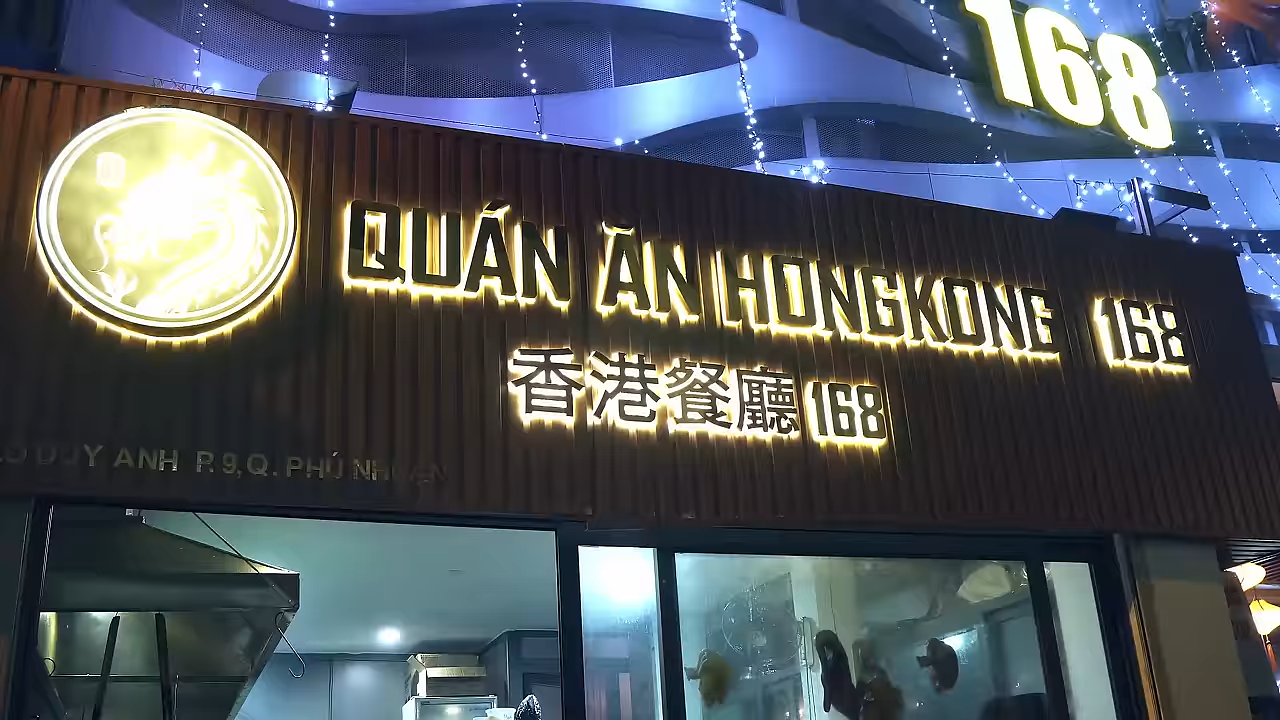 168
QUÁN ĂN HONGKONG 168
香港餐廳 168
DUY ANH P.9, Q. PHÚ NHUẬN